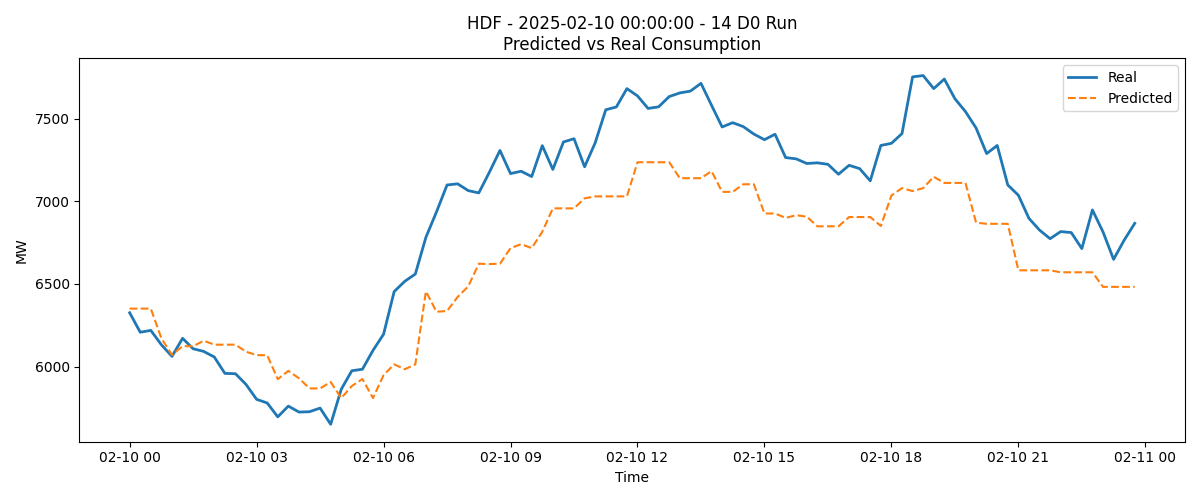 HDF - 2025-02-10 00:00:00 - 14 D0 Run
Predicted vs Real Consumption
Real
Predicted
7500
7000
6500
6000
MW
02-10 00
02-10 03
02-10 06
02-10 09
02-10 12
02-10 15
02-10 18
02-10 21
02-11 00
Time